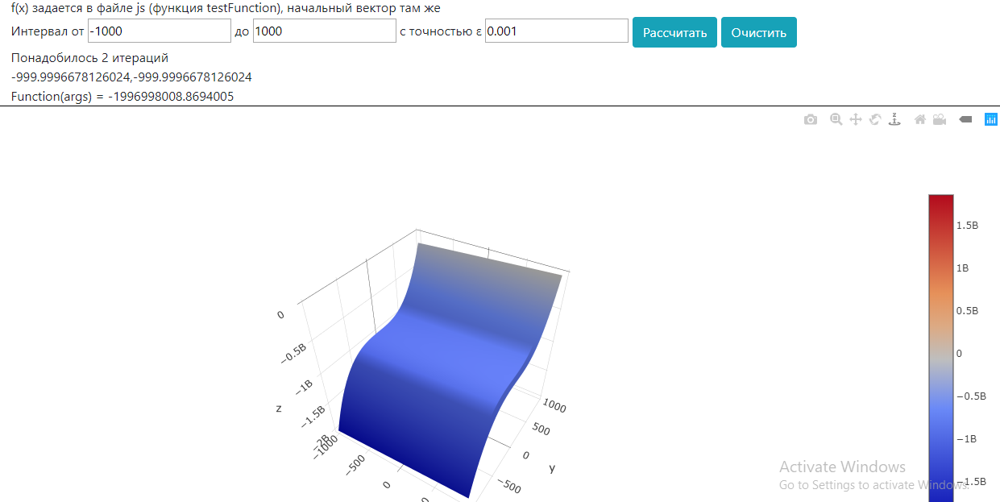 f(x) задается в файле js (функция testFunction), начальный вектор там же
Интервал от -1000 до 1000 с точностью ε 0.001 Рассчитать Очистить
Понадобилось 2 итераций
-999.9996678126024,-999.9996678126024
Function(args) = -1996998008.8694005
z
1.5B
1B
0.5B
0
−0.5B
−1B
−1.5B
0
−0.5B
−1B
−1.5B
−2B
z
−1000
−500
0
1000
500
0
−500
y
Activate Windows
Go to Settings to activate Windows.